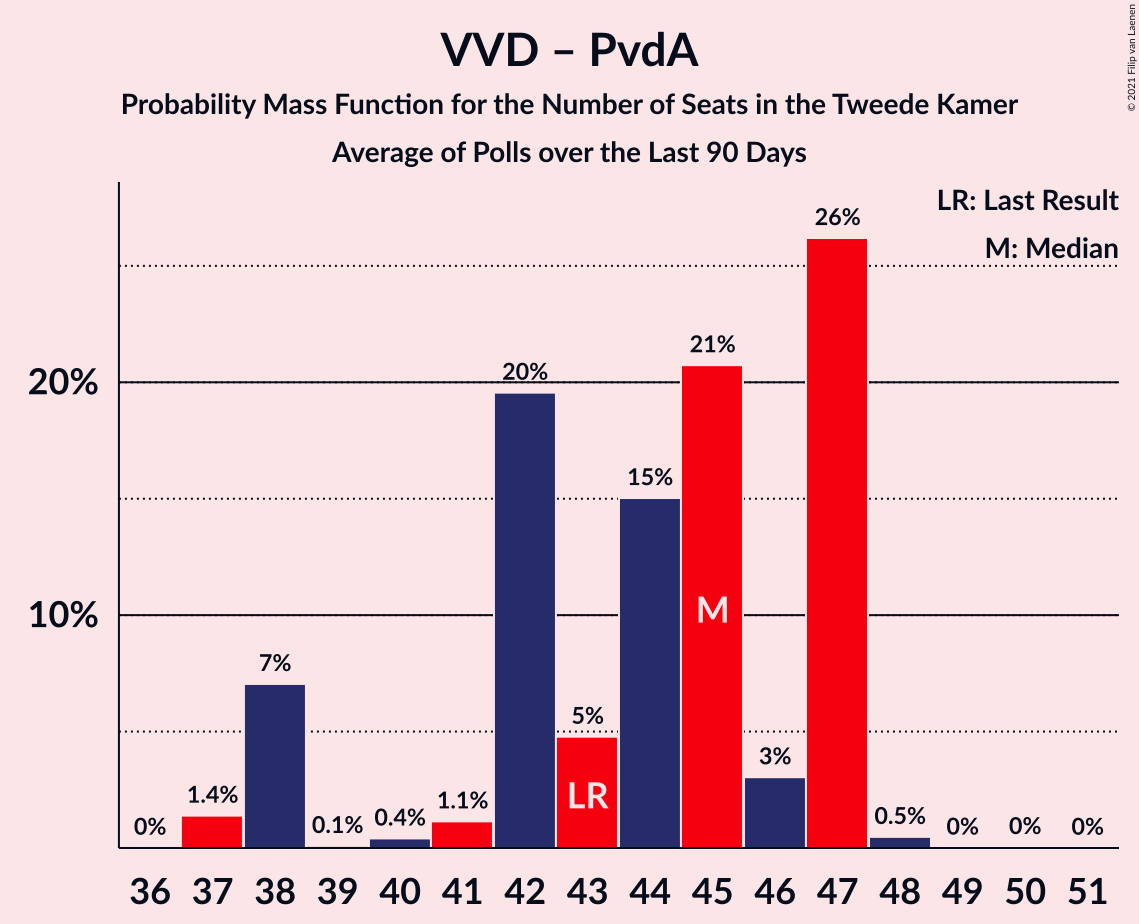 VVD – PvdA
Probability Mass Function for the Number of Seats in the Tweede Kamer
Average of Polls over the Last 90 Days
© 2021 Filip van Laenen
LR: Last Result
M: Median
20%
10%
0%
1.4%
7%
0.1%
0.4%
1.1%
20%
5%
15%
21%
3%
26%
0.5%
0%
0%
0%
LR
M
36 37 38 39 40 41 42 43 44 45 46 47 48 49 50 51